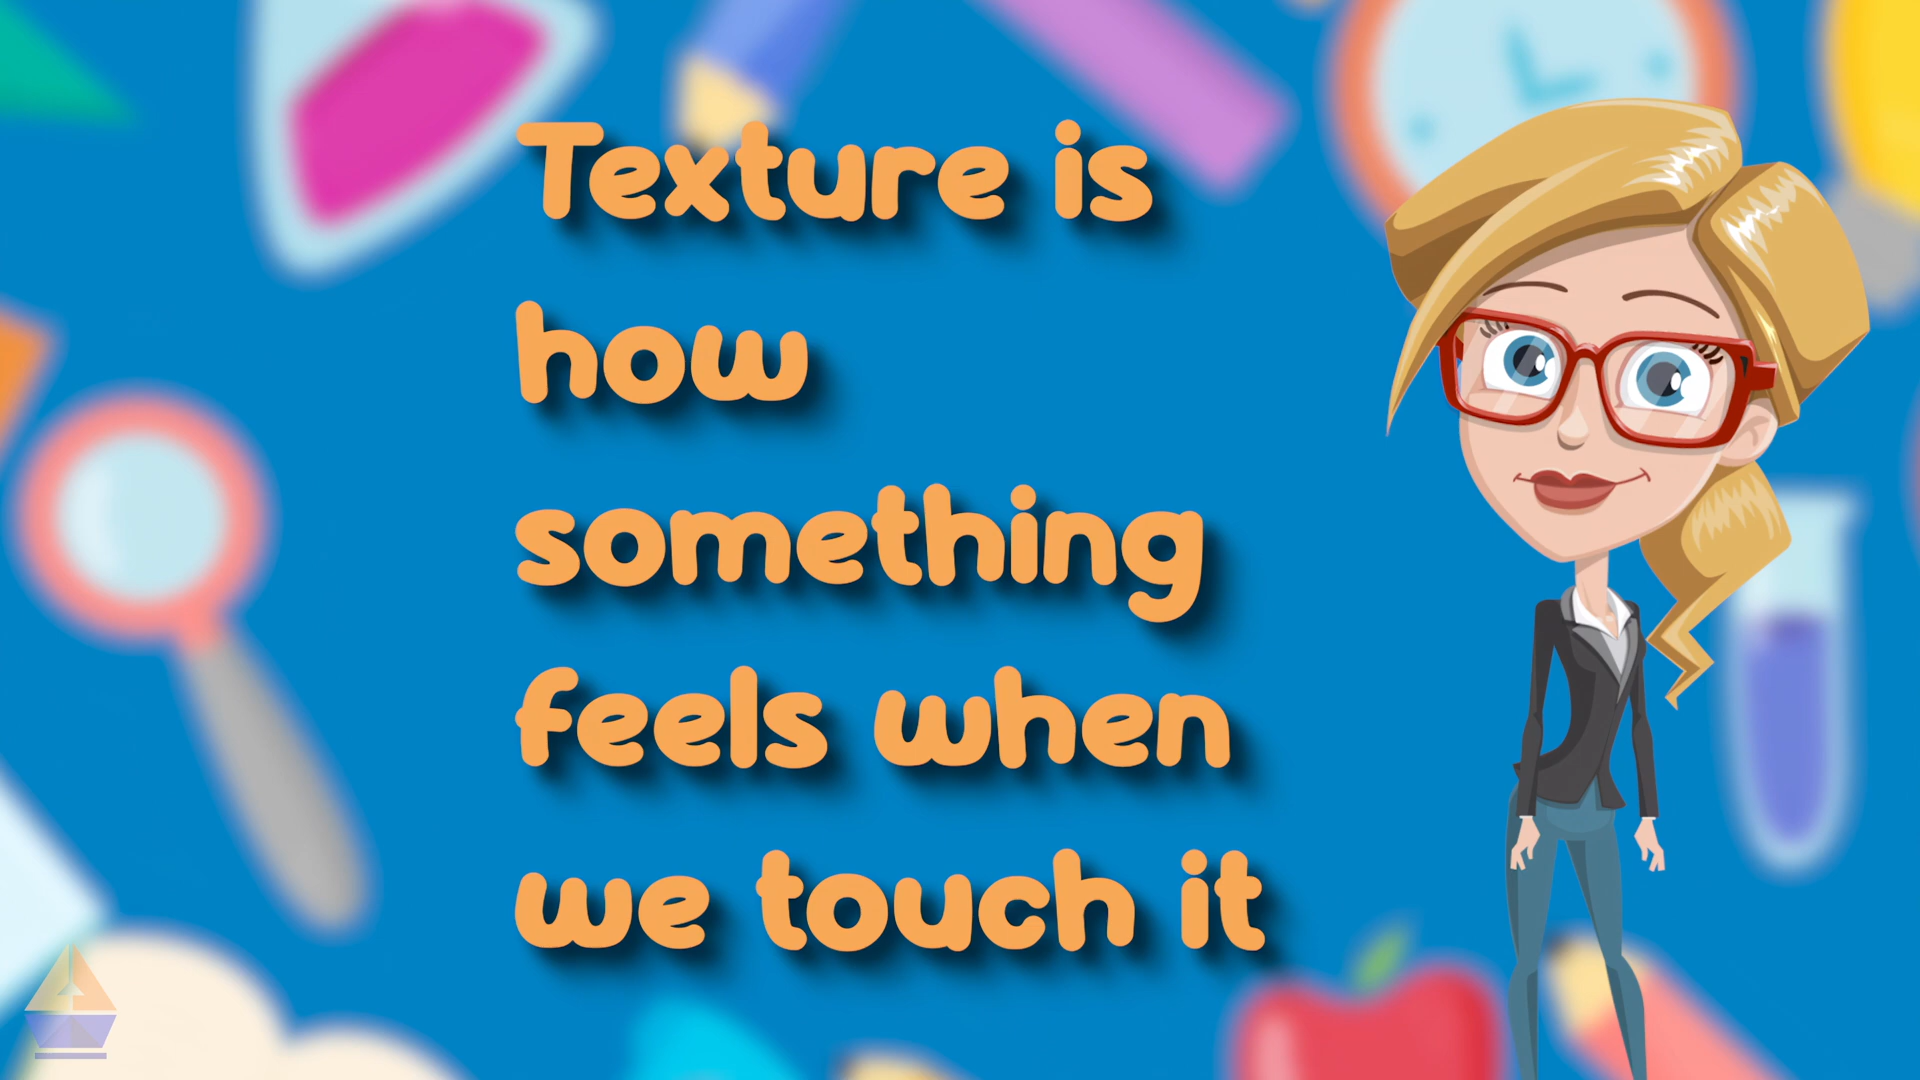 Texture is
how
something
feels when
we touch it